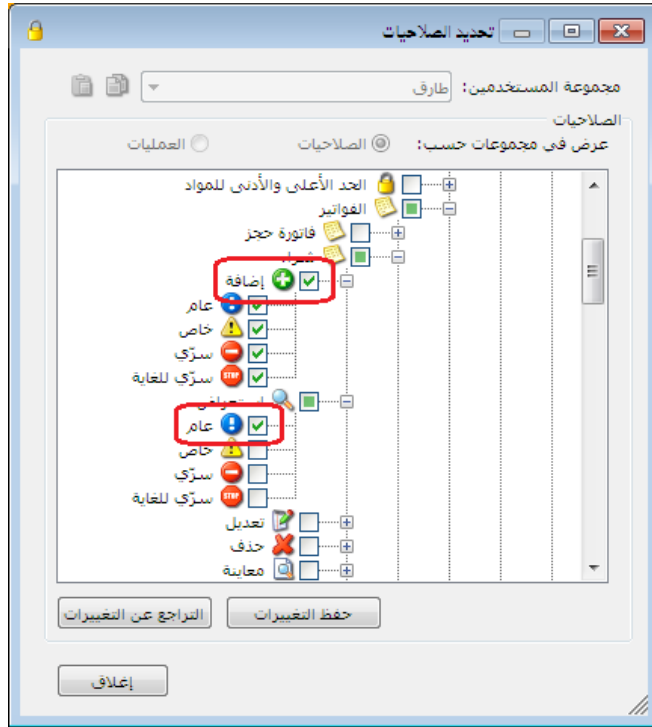 تحديد الصلاحيات
مجموعة المستخدمين: طارق
الصلاحيات
عرض في مجموعات حسب: الصلاحيات العمليات
الحد الأعلى والأدنى للمواد
الفواتير
فاتورة حجز
شراء
إضافة
عام
خاص
سرّي
سرّي للغاية
استعراض
عام
خاص
سرّي
سرّي للغاية
تعديل
حذف
معاينة
حفظ التغييرات التراجع عن التغييرات
إغلاق